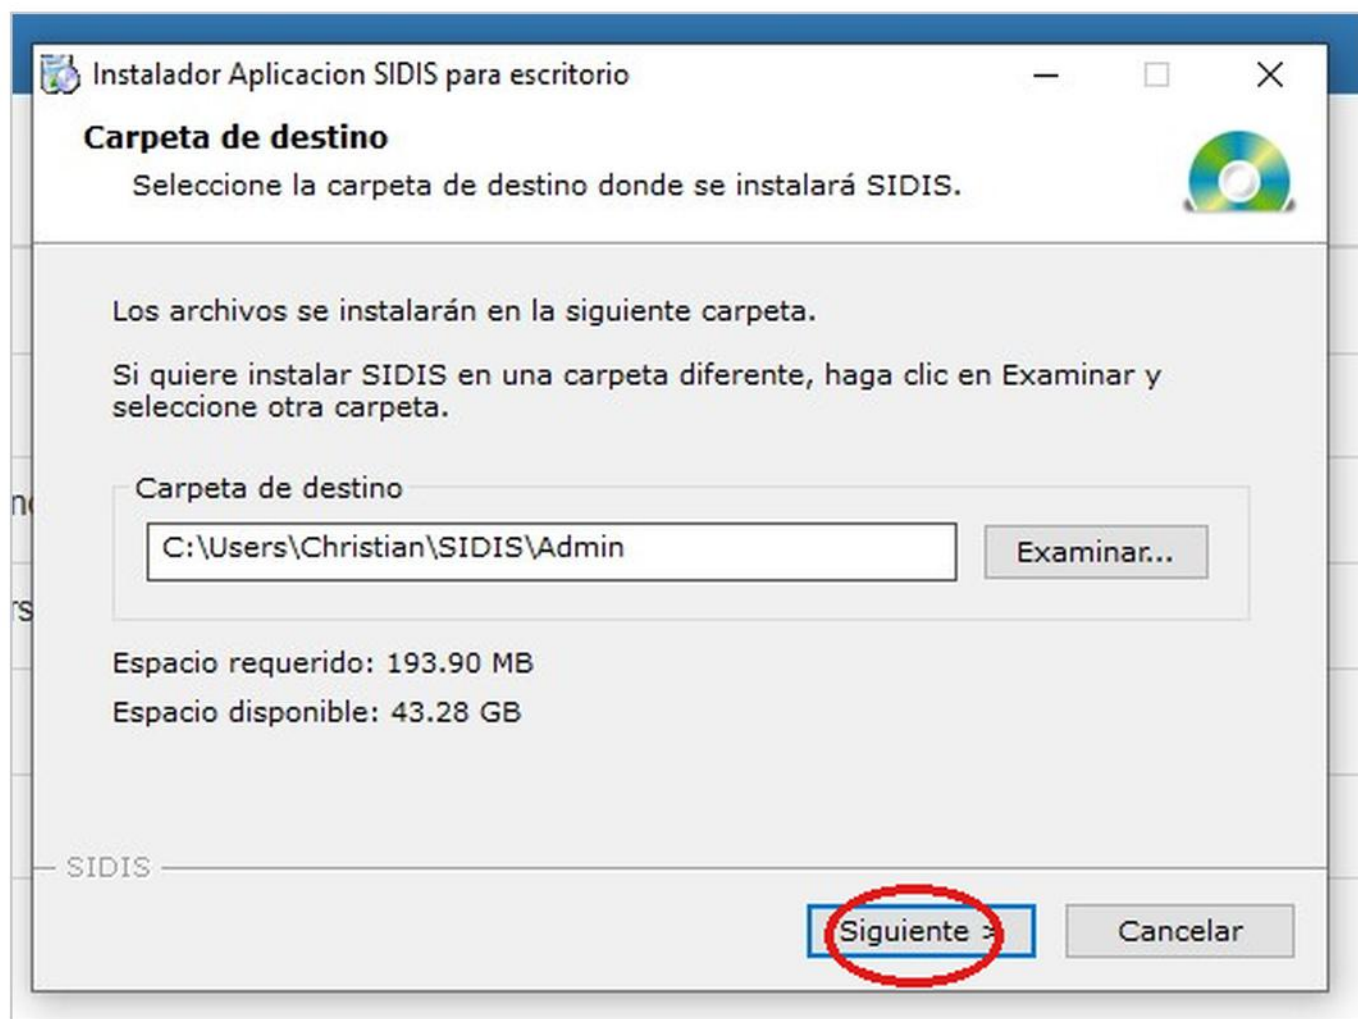 Instalador Aplicacion SIDIS para escritorio
Carpeta de destino
Seleccione la carpeta de destino donde se instalará SIDIS.
Los archivos se instalarán en la siguiente carpeta.
Si quiere instalar SIDIS en una carpeta diferente, haga clic en Examinar y
seleccione otra carpeta.
Carpeta de destino
C:\Users\Christian\SIDIS\Admin
Examinar...
Espacio requerido: 193.90 MB
Espacio disponible: 43.28 GB
SIDIS
Siguiente >
Cancelar